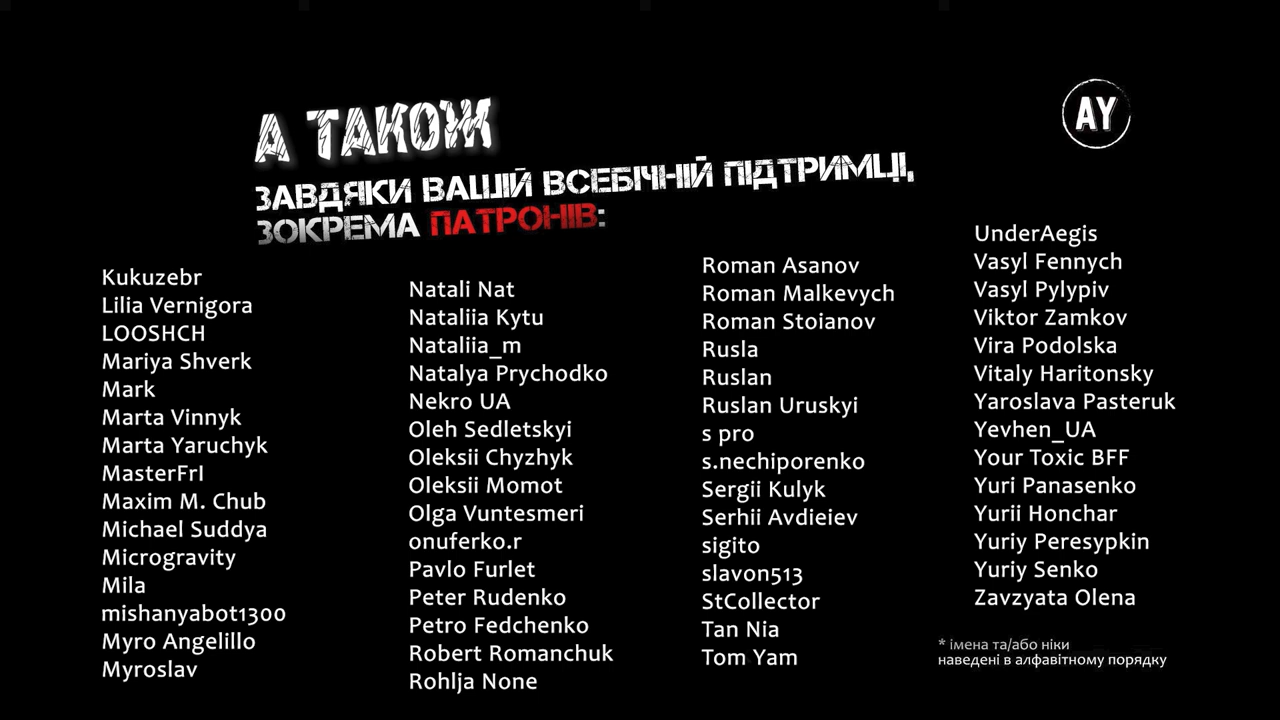 А ТАКОЖ
ЗАВДЯКИ ВАШІЙ ВСЕБІЧНІЙ ПІДТРИМЦІ,
ЗОКРЕМА ПАТРОНІВ:
AY
Kukuzebr
Lilia Vernigora
LOOSHCH
Mariya Shverk
Mark
Marta Vinnyk
Marta Yaruchyk
MasterFrI
Maxim M. Chub
Michael Suddya
Microgravity
Mila
mishanyabot1300
Myro Angelillo
Myroslav
Natali Nat
Nataliia Kytu
Nataliia_m
Natalya Prychodko
Nekro UA
Oleh Sedletskyi
Oleksii Chyzhyk
Oleksii Momot
Olga Vuntesmeri
onuferko.r
Pavlo Furlet
Peter Rudenko
Petro Fedchenko
Robert Romanchuk
Rohlja None
Roman Asanov
Roman Malkevych
Roman Stoianov
Rusla
Ruslan
Ruslan Uruskyi
s pro
s.nechiporenko
Sergii Kulyk
Serhii Avdieiev
sigito
slavon513
StCollector
Tan Nia
Tom Yam
UnderAegis
Vasyl Fennych
Vasyl Pylypiv
Viktor Zamkov
Vira Podolska
Vitaly Haritonsky
Yaroslava Pasteruk
Yevhen_UA
Your Toxic BFF
Yuri Panasenko
Yurii Honchar
Yuriy Peresypkin
Yuriy Senko
Zavzyata Olena
* імена та/або ніки
наведені в алфавітному порядку